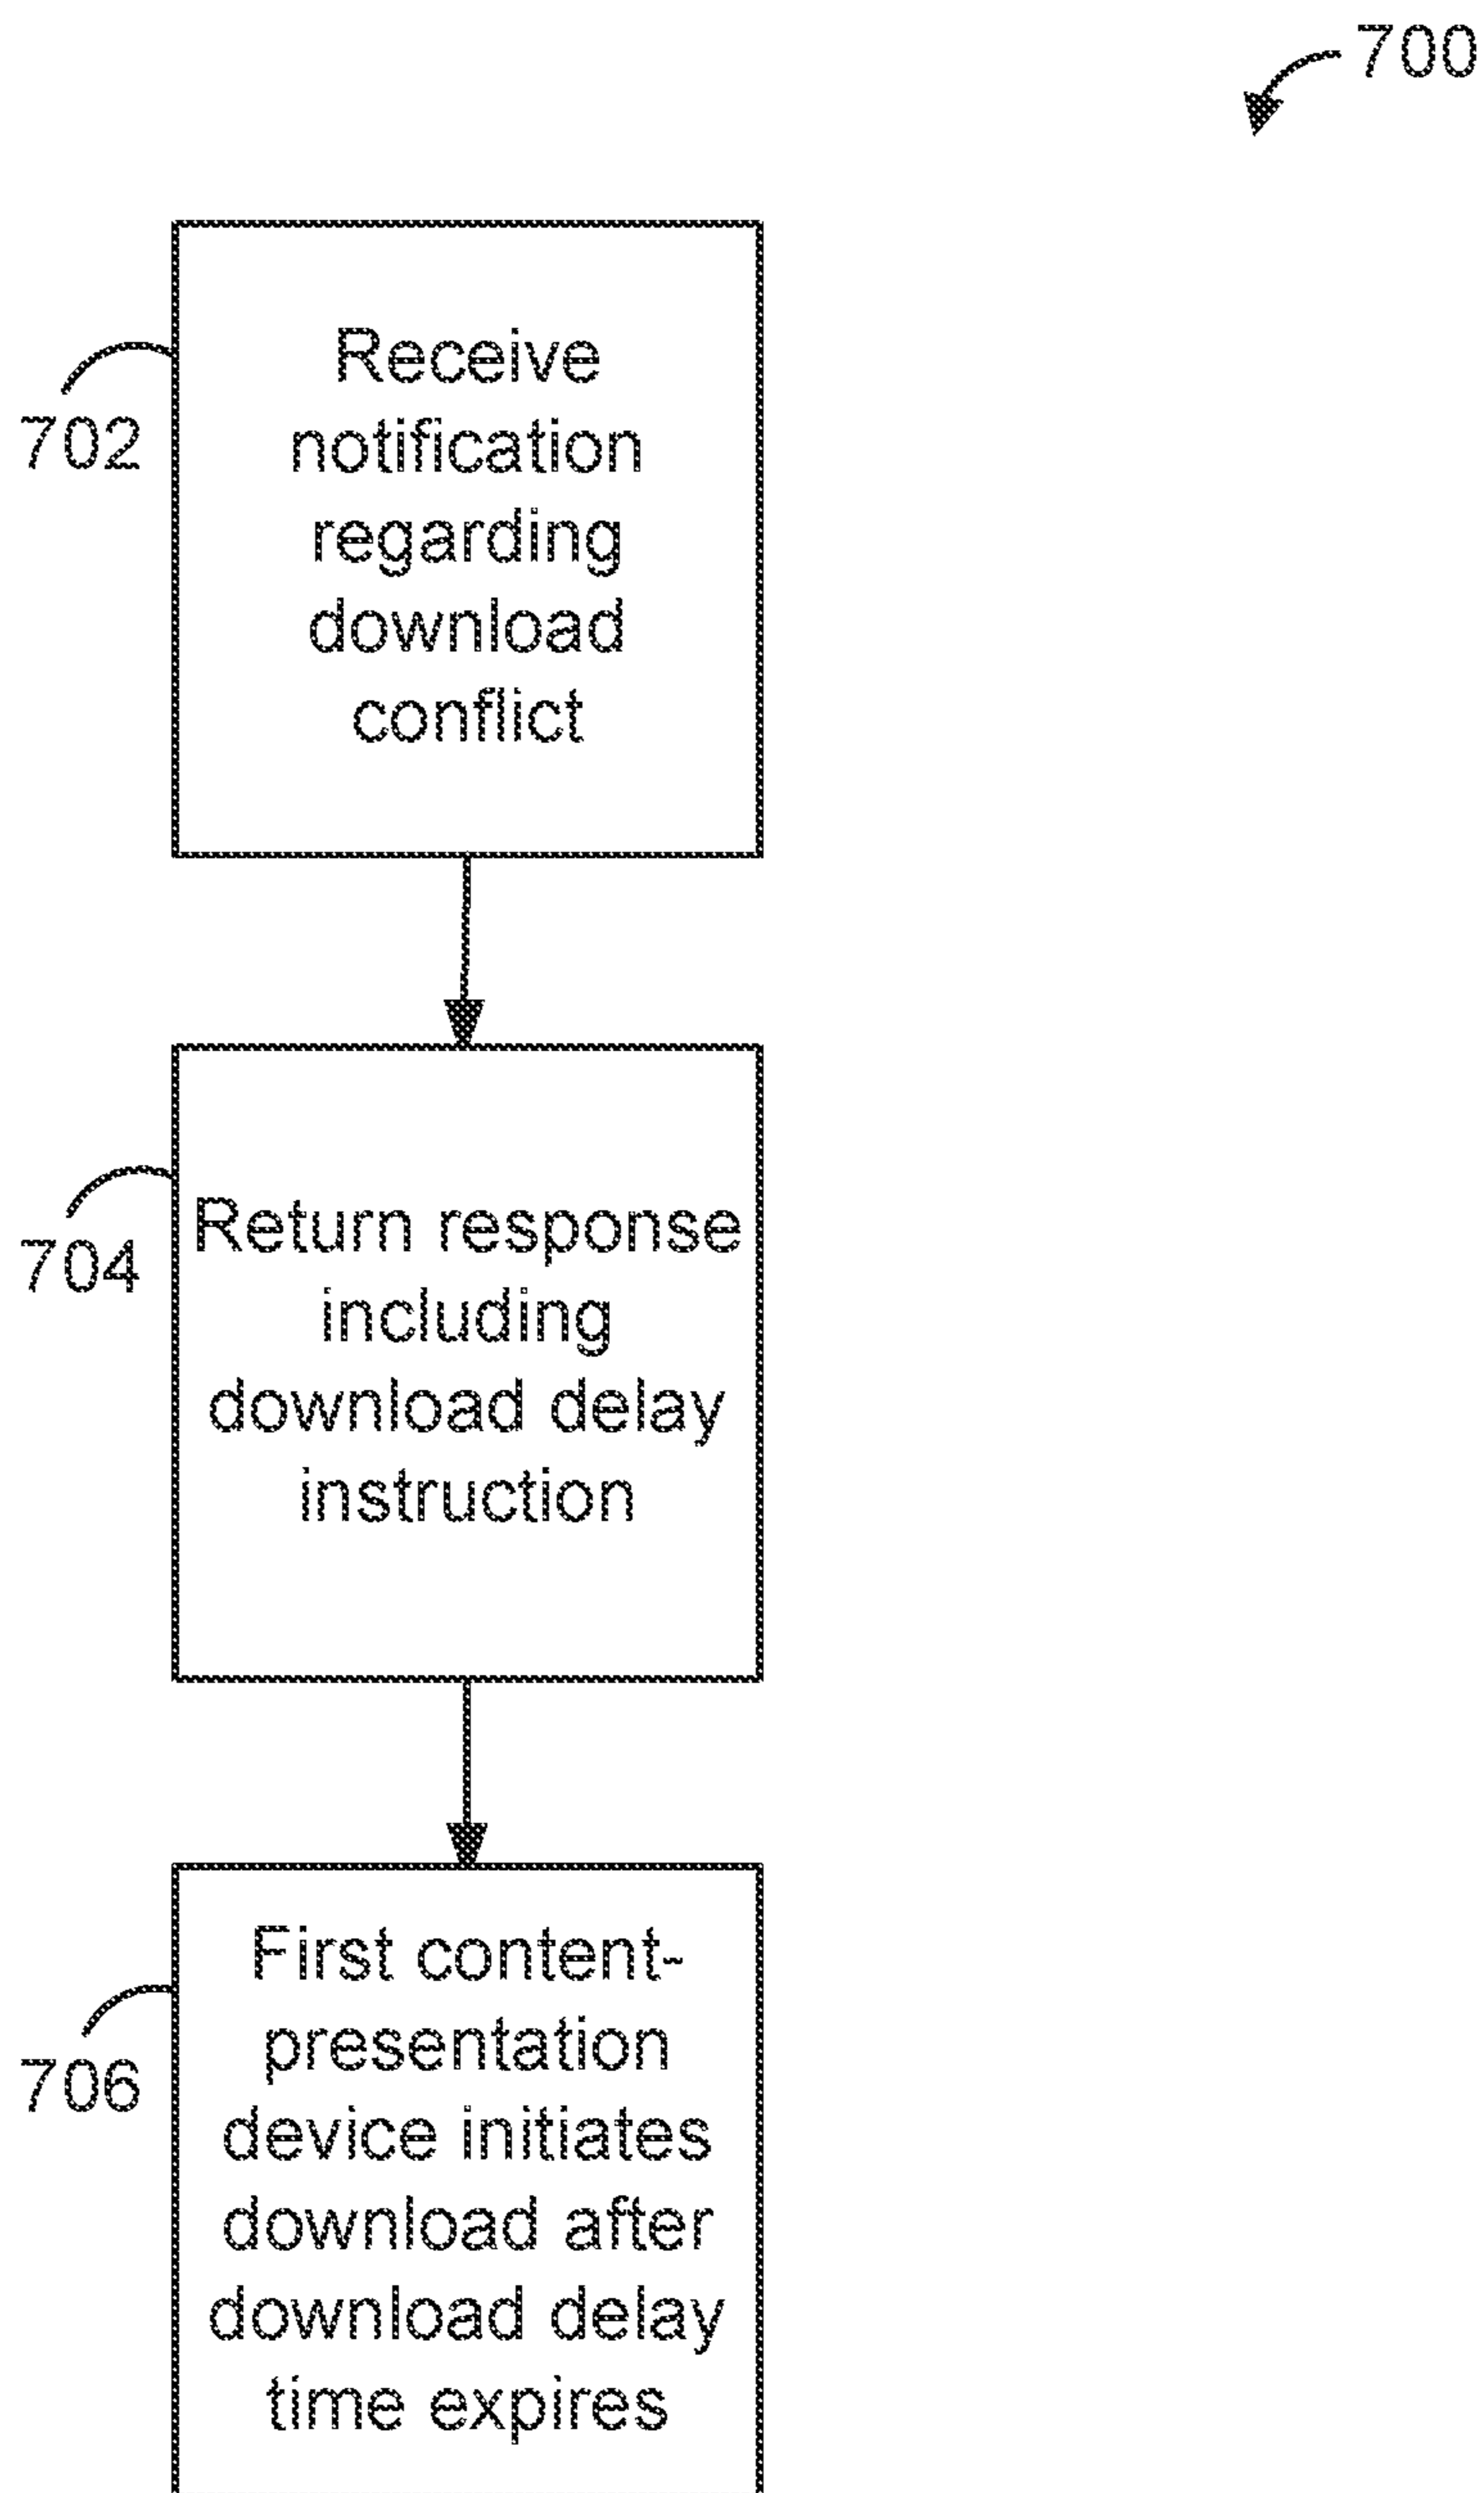 700
702
Receive
notification
regarding
download
conflict
704
Return response
including
download delay
instruction
706
First content-
presentation
device initiates
download after
download delay
time expires